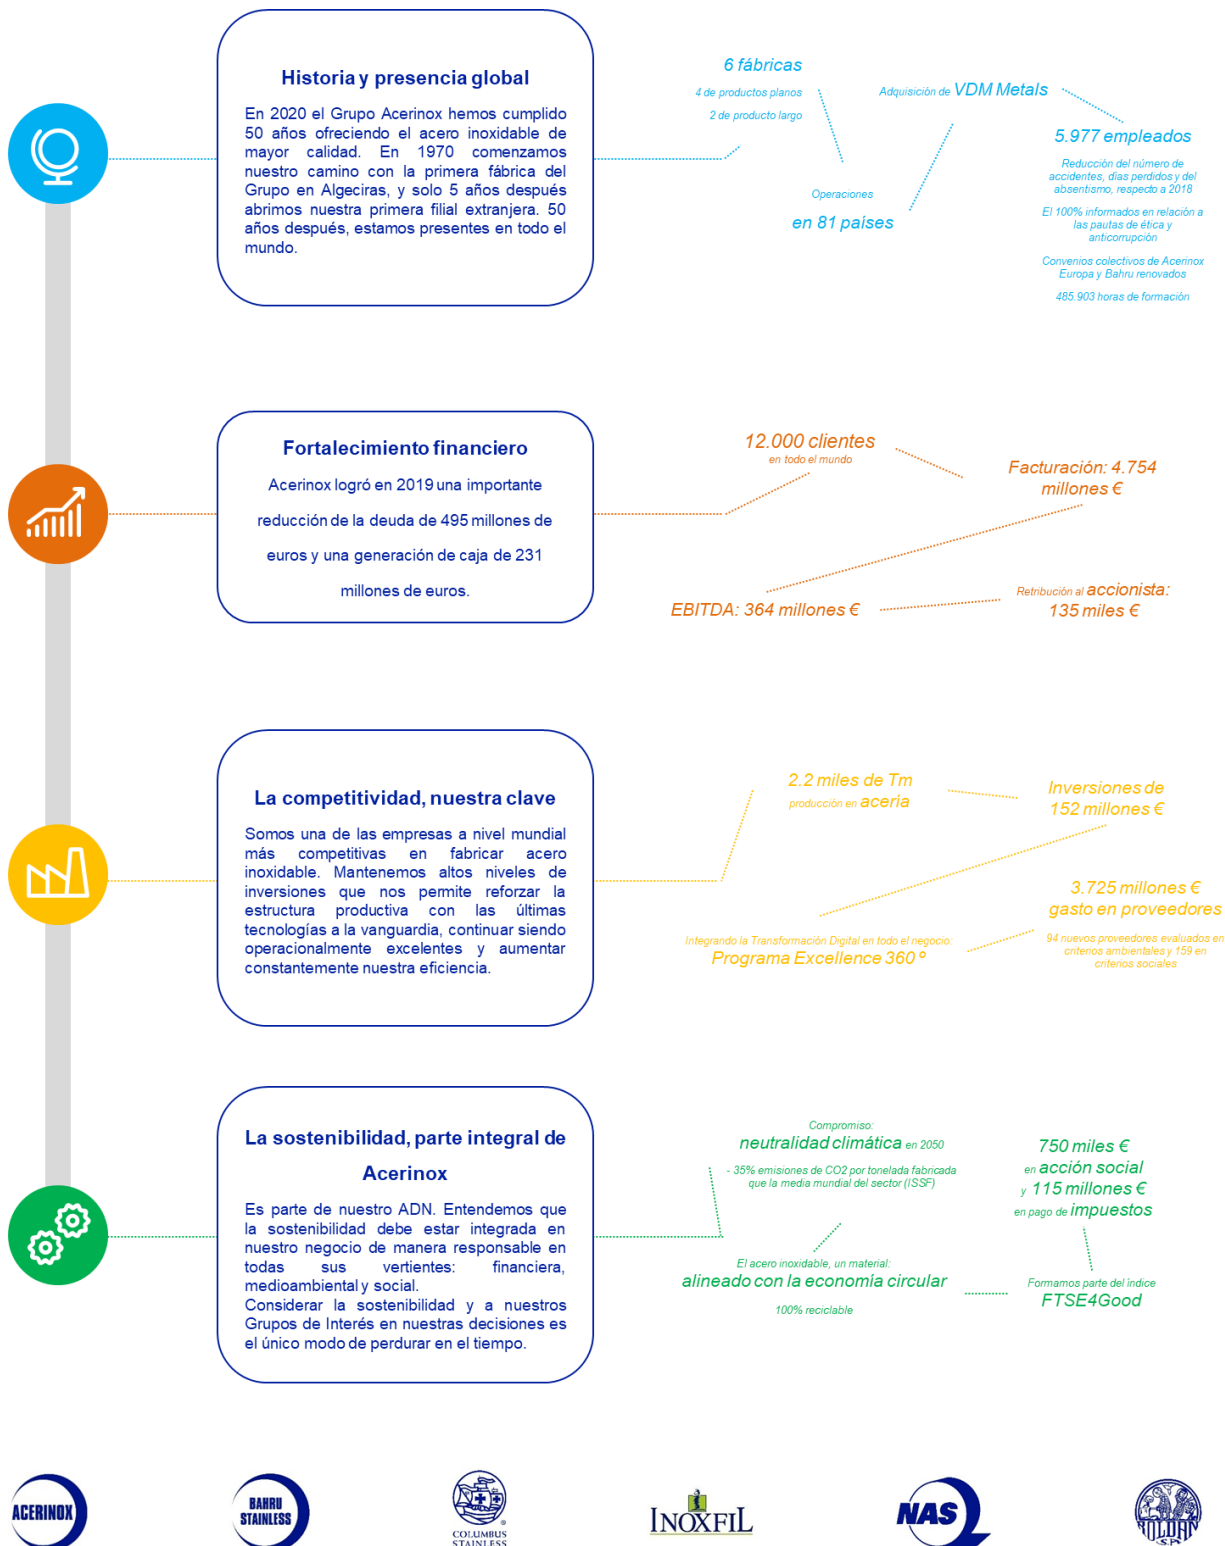 Historia y presencia global
En 2020 el Grupo Acerinox hemos cumplido
50 años ofreciendo el acero inoxidable de
mayor calidad. En 1970 comenzamos
nuestro camino con la primera fábrica del
Grupo en Algeciras, y solo 5 años después
abrimos nuestra primera filial extranjera. 50
años después, estamos presentes en todo el
mundo.
6 fábricas
4 de productos planos
2 de producto largo
Operaciones
en 81 países
Adquisición de VDM Metals
5.977 empleados
Reducción del número de
accidentes, días perdidos y del
absentismo, respecto a 2018
El 100% informados en relación a
las pautas de ética y
anticorrupción
Convenios colectivos de Acerinox
Europa y Bahru renovados
485.903 horas de formación
Fortalecimiento financiero
Acerinox logró en 2019 una importante
reducción de la deuda de 495 millones de
euros y una generación de caja de 231
millones de euros.
12.000 clientes
en todo el mundo
Facturación: 4.754
millones €
EBITDA: 364 millones €
Retribución al accionista:
135 miles €
La competitividad, nuestra clave
Somos una de las empresas a nivel mundial
más competitivas en fabricar acero
inoxidable. Mantenemos altos niveles de
inversiones que nos permite reforzar la
estructura productiva con las últimas
tecnologías a la vanguardia, continuar siendo
operacionalmente excelentes y aumentar
constantemente nuestra eficiencia.
2.2 miles de Tm
producción en acería
Inversiones de
152 millones €
Integrando la Transformación Digital en todo el negocio:
Programa Excellence 360 º
3.725 millones €
gasto en proveedores
94 nuevos proveedores evaluados en
criterios ambientales y 159 en
criterios sociales
La sostenibilidad, parte integral de
Acerinox
Es parte de nuestro ADN. Entendemos que
la sostenibilidad debe estar integrada en
nuestro negocio de manera responsable en
todas sus vertientes: financiera,
medioambiental y social.
Considerar la sostenibilidad y a nuestros
Grupos de Interés en nuestras decisiones es
el único modo de perdurar en el tiempo.
Compromiso:
neutralidad climática en 2050
- 35% emisiones de CO2 por tonelada fabricada
que la media mundial del sector (ISSF)
El acero inoxidable, un material:
alineado con la economía circular
100% reciclable
750 miles €
en acción social
y 115 millones €
en pago de impuestos
Formamos parte del índice
FTSE4Good
ACERINOX
BAHRU
STAINLESS
COLUMBUS
STAINLESS
INOXFIL
NAS
ROLDAN
S.A.